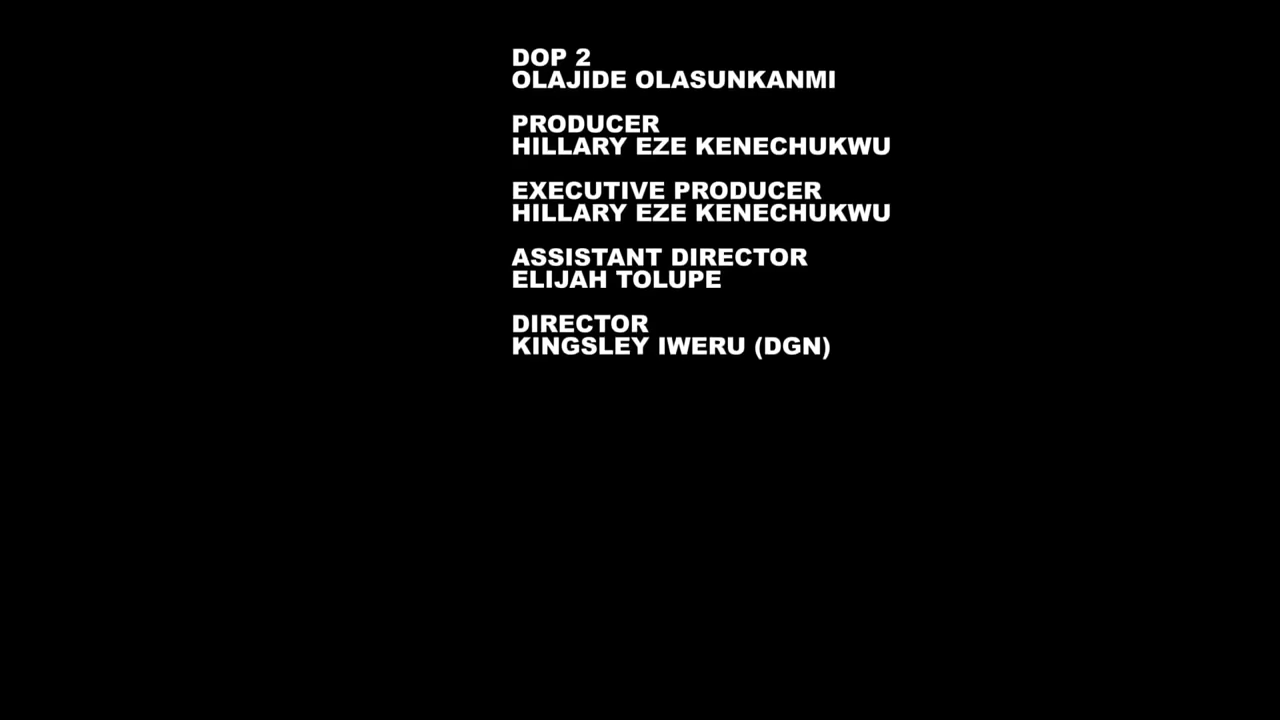 DOP 2
OLAJIDE OLASUNKANMI
PRODUCER
HILLARY EZE KENECHUKWU
EXECUTIVE PRODUCER
HILLARY EZE KENECHUKWU
ASSISTANT DIRECTOR
ELIJAH TOLUPE
DIRECTOR
KINGSLEY IWERU (DGN)